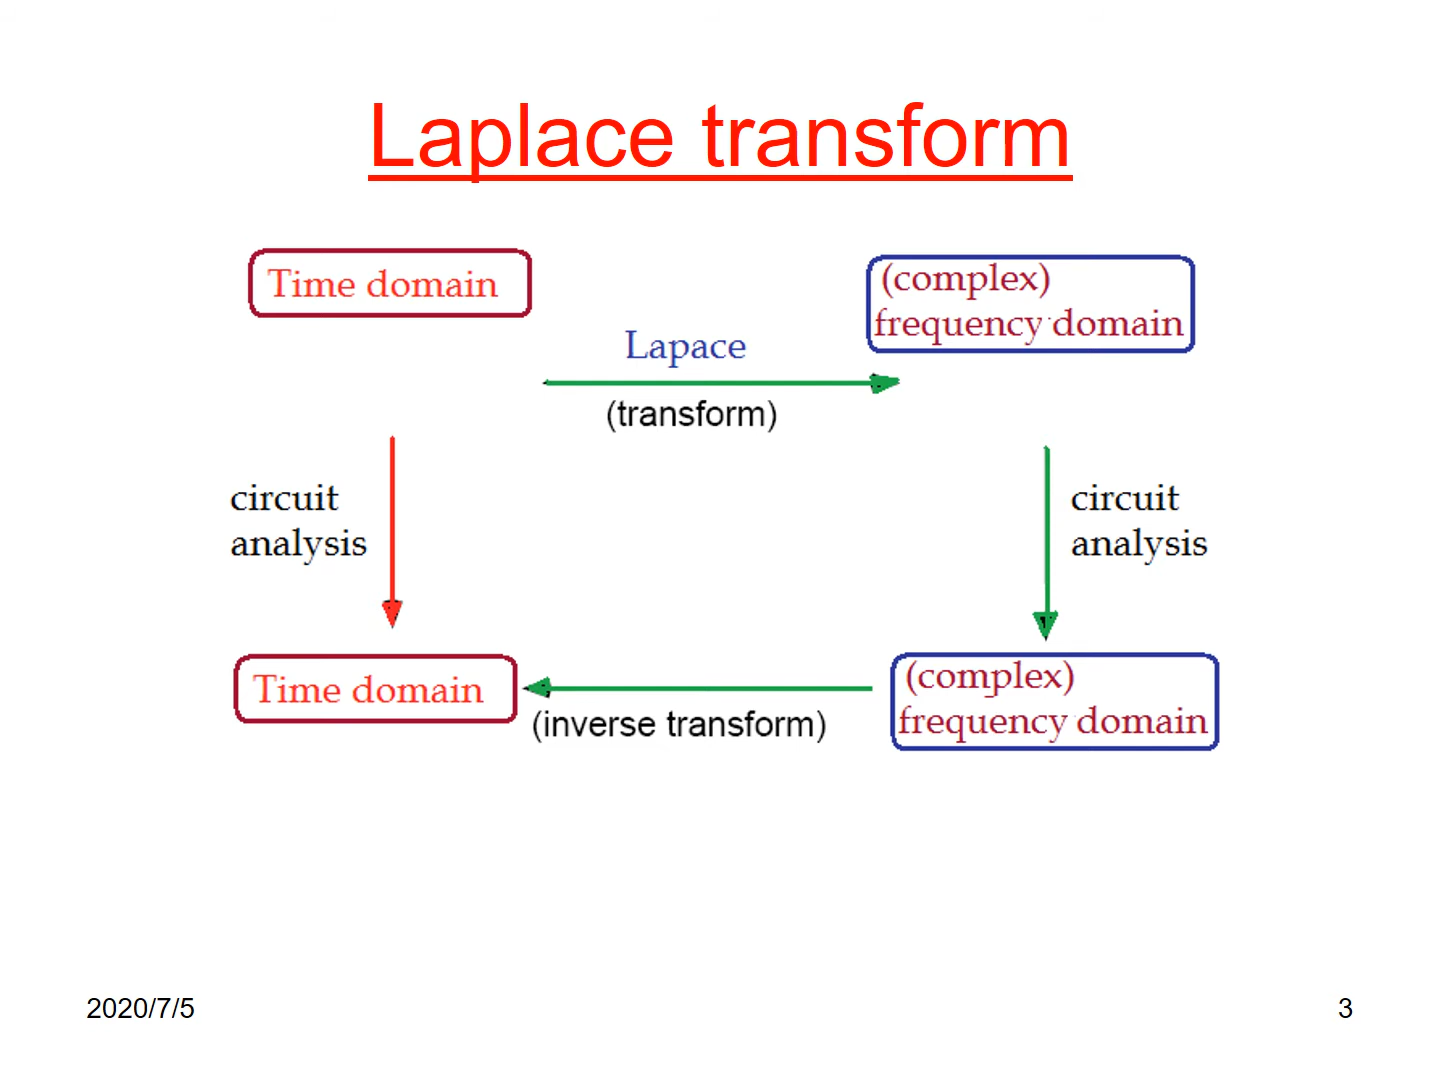 Laplace transform
Time domain
(complex)
frequency domain
Lapace
(transform)
circuit
analysis
circuit
analysis
Time domain
(inverse transform)
(complex)
frequency domain
2020/7/5
3